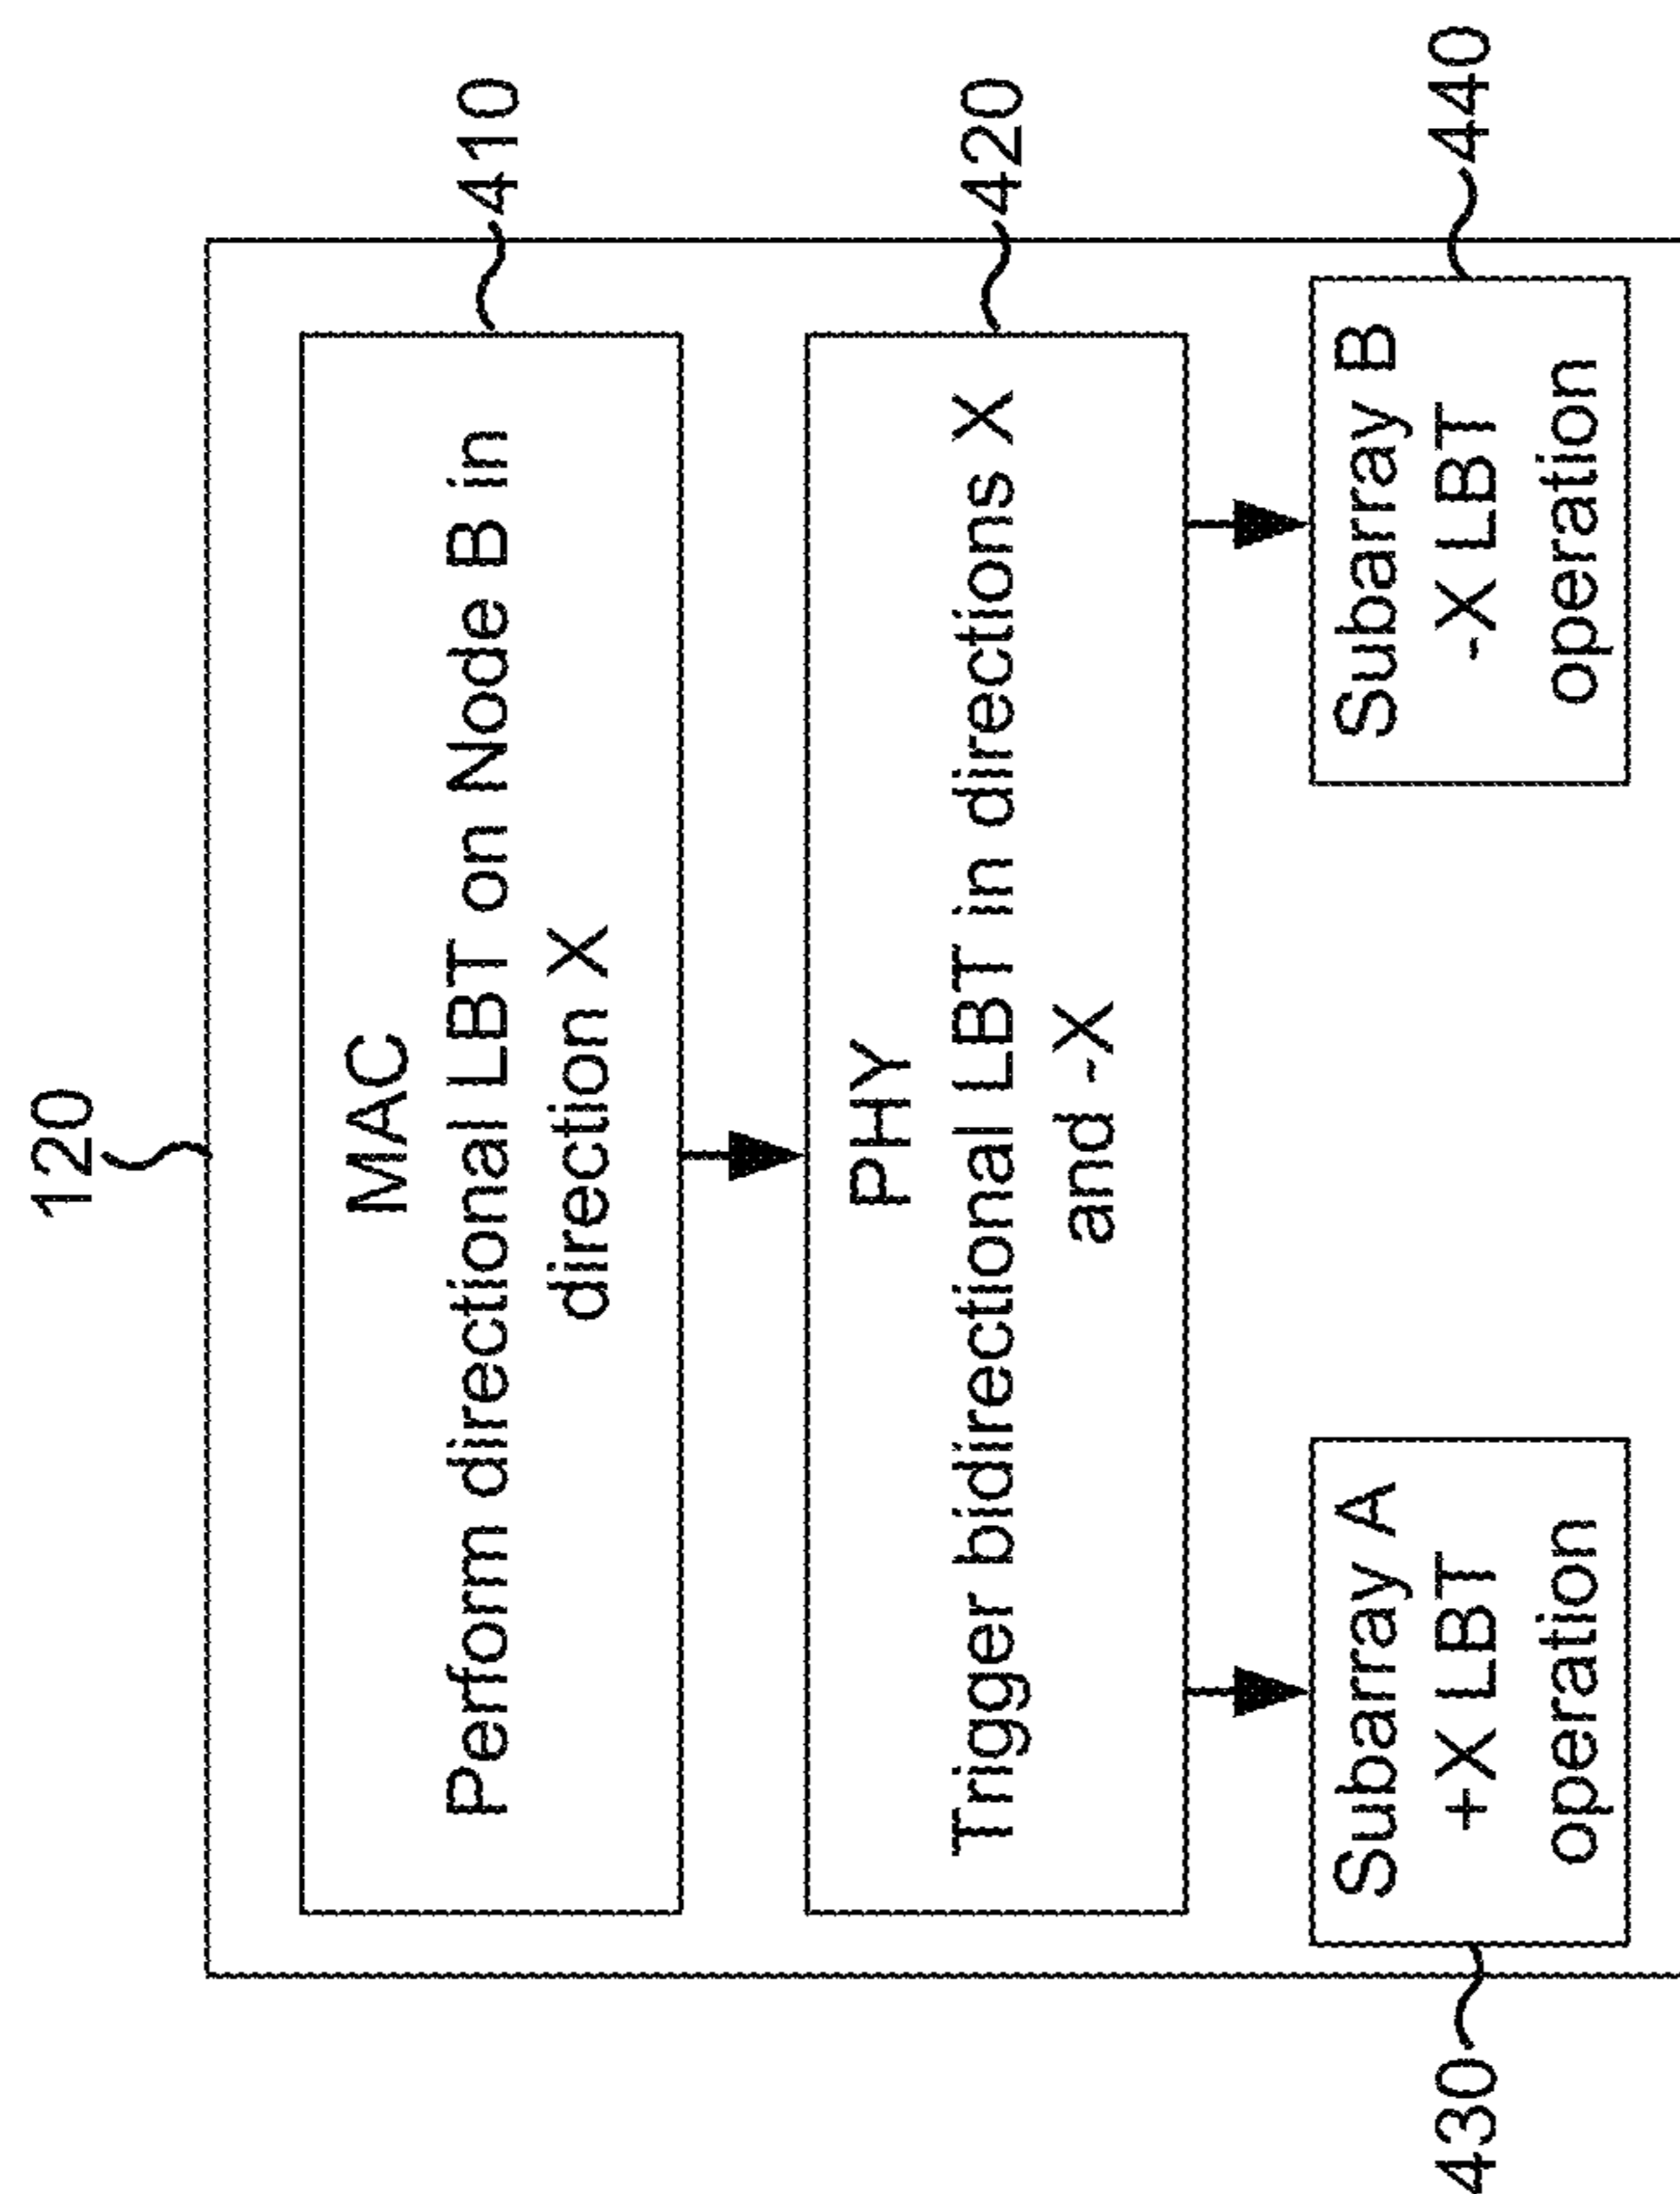 120
MAC
Perform directional LBT on Node B in
direction X
410
PHY
Trigger bidirectional LBT in directions X
and -X
420
430
Subarray A
+X LBT
operation
Subarray B
-X LBT
operation
440